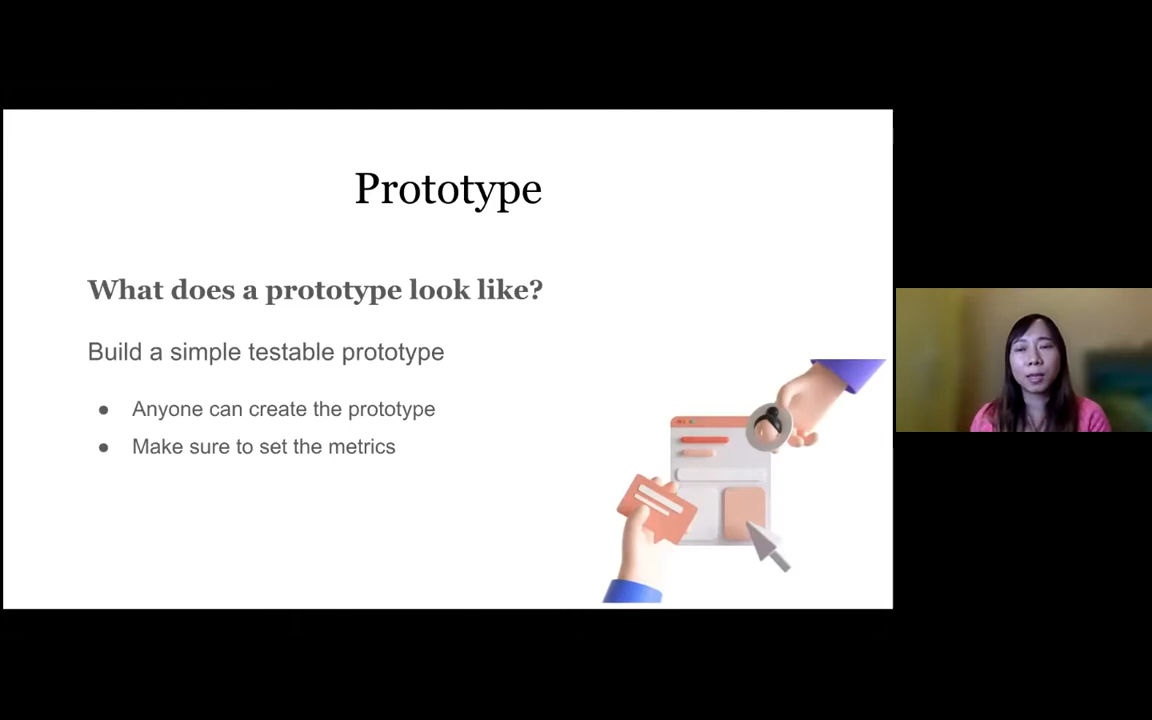 Prototype
What does a prototype look like?
Build a simple testable prototype
● Anyone can create the prototype
● Make sure to set the metrics